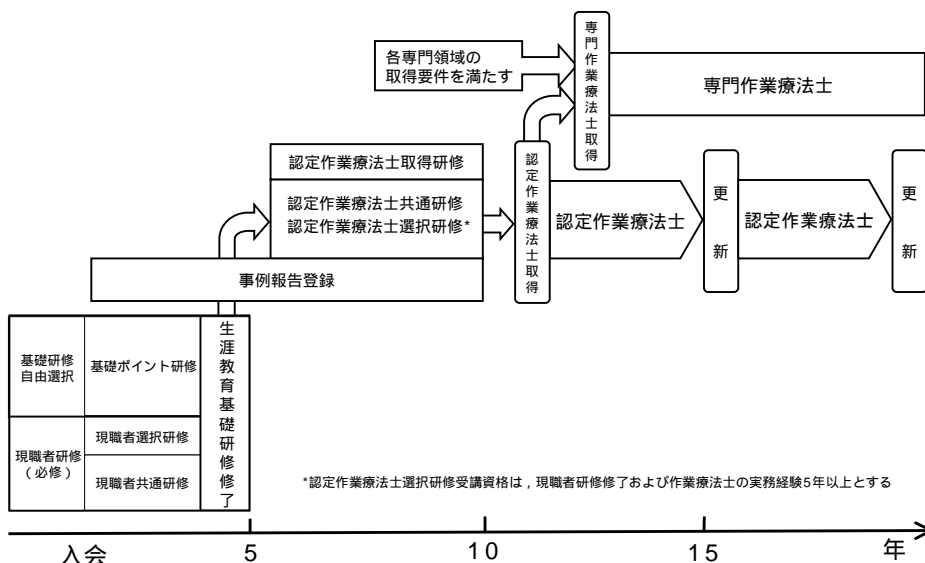 各専門領域の
取得要件を満たす
専門作業療法士取得
専門作業療法士
認定作業療法士取得研修
認定作業療法士共通研修
認定作業療法士選択研修*
認定作業療法士取得
認定作業療法士
更新
認定作業療法士
更新
事例報告登録
基礎研修
自由選択
基礎ポイント研修
生涯教育基礎研修修了
現職者研修
（必修）
現職者選択研修
現職者共通研修
*認定作業療法士選択研修受講資格は，現職者研修修了および作業療法士の実務経験5年以上とする
入会 5 10 15 年